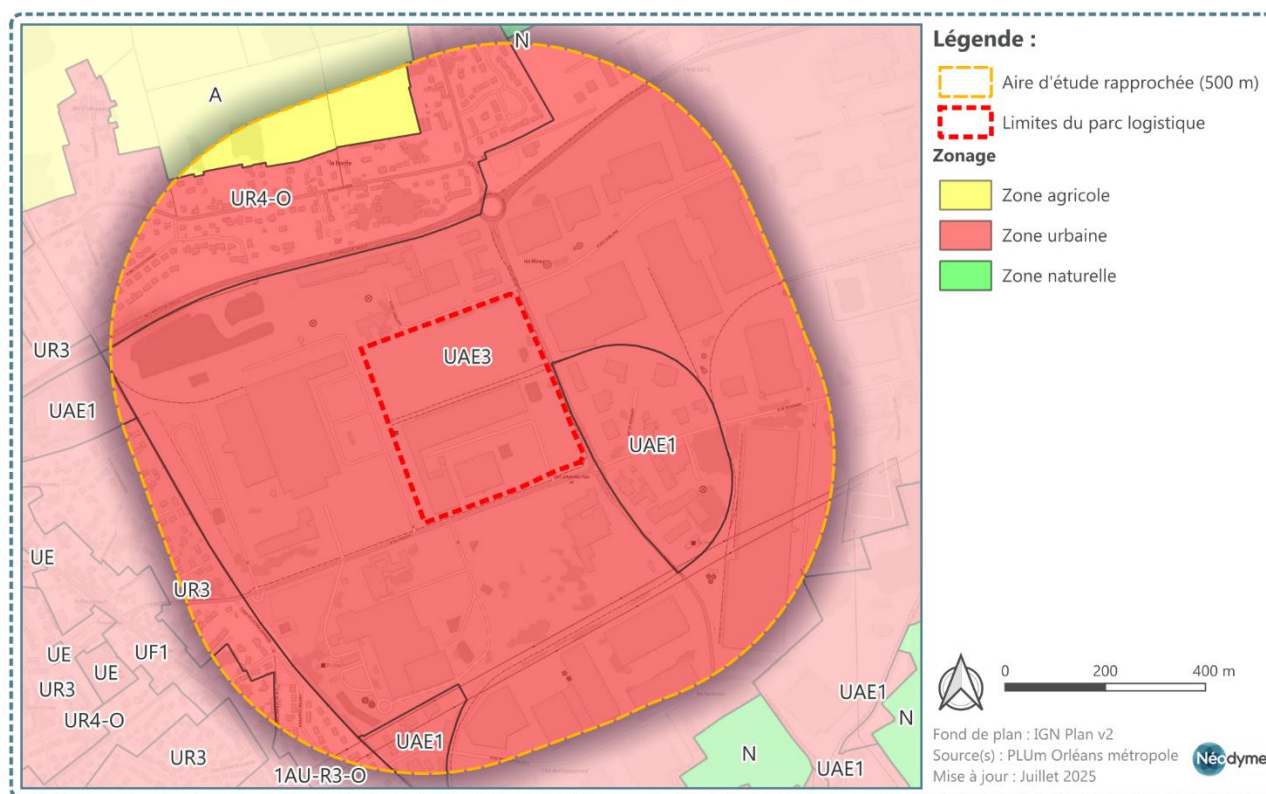 N
A
la Borde
UR4-O
UAE3
UR3
UAE1
UAE1
UE
UR3
UE
UF1
UE
UR3
UR4-O
UR3
1AU-R3-O
UAE1
N
UAE1
UAE1
N
Légende :
Aire d'étude rapprochée (500 m)
Limites du parc logistique
Zonage
Zone agricole
Zone urbaine
Zone naturelle
0 200 400 m
Fond de plan : IGN Plan v2
Source(s) : PLUm Orléans métropole
Mise à jour : Juillet 2025
Néodyme